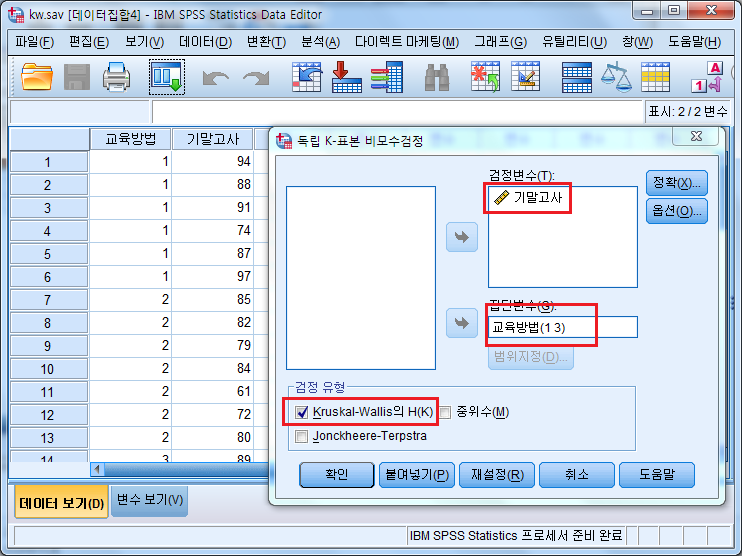 kw.sav [데이터집합4] - IBM SPSS Statistics Data Editor
파일(F) 편집(E) 보기(V) 데이터(D) 변환(T) 분석(A) 다이렉트 마케팅(M) 그래프(G) 유틸리티(U) 창(W) 도움말(H)
표시: 2 / 2 변수
교육방법 기말고사
1 1 94
2 1 88
3 1 91
4 1 74
5 1 87
6 1 97
7 2 85
8 2 82
9 2 79
10 2 84
11 2 61
12 2 72
13 2 80
14 3 89
데이터 보기(D) 변수 보기(V)
IBM SPSS Statistics 프로세서 준비 완료
독립 K-표본 비모수검정
검정변수(T):
기말고사
정확(X)...
옵션(O)...
집단변수(G):
교육방법(1 3)
범위지정(D)...
검정 유형
Kruskal-Wallis의 H(K) 중위수(M)
Jonckheere-Terpstra
확인 붙여넣기(P) 재설정(R) 취소 도움말